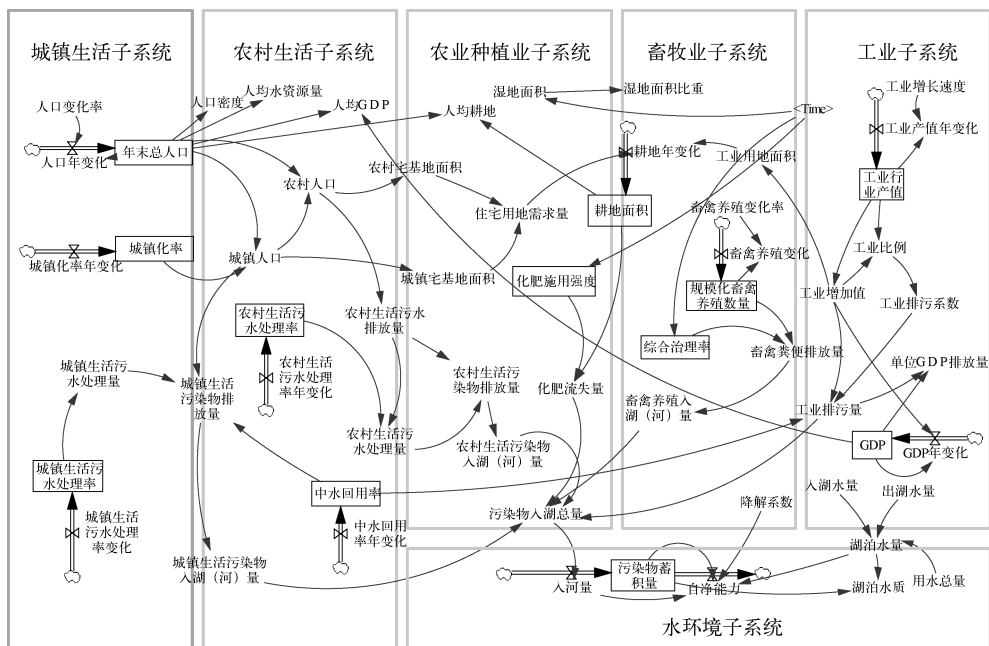 城镇生活子系统
农村生活子系统
农业种植业子系统
畜牧业子系统
工业子系统
人口变化率
人口密度
人均水资源量
人均GDP
人均耕地
湿地面积
湿地面积比重
<Time>
工业增长速度
工业产值年变化
人口年变化
年末总人口
农村人口
农村宅基地面积
耕地年变化
工业用地面积
工业行
业产值
住宅用地需求量
耕地面积
畜禽养殖变化率
城镇化率
城镇化率年变化
城镇人口
城镇宅基地面积
化肥施用强度
畜禽养殖变化
规模化畜禽
养殖数量
工业比例
工业增加值
工业排污系数
农村生活污
水处理率
农村生活污水
排放量
综合治理率
畜禽粪便排放量
单位GDP排放量
城镇生活污
水处理量
城镇生活
污染物排
放量
农村生活
污水处理
率年变化
农村生活污
染物排放量
化肥流失量
畜禽养殖入
湖（河）量
工业排污量
农村生活污
水处理量
农村生活污染物
入湖（河）量
GDP
GDP年变化
城镇生活污
水处理率
中水回用率
污染物入湖总量
降解系数
入湖水量
出湖水量
城镇生活
污水处理
率变化
中水回用
率年变化
湖泊水量
城镇生活污染物
入湖（河）量
入河量
污染物蓄
积量
自净能力
湖泊水质
用水总量
水环境子系统